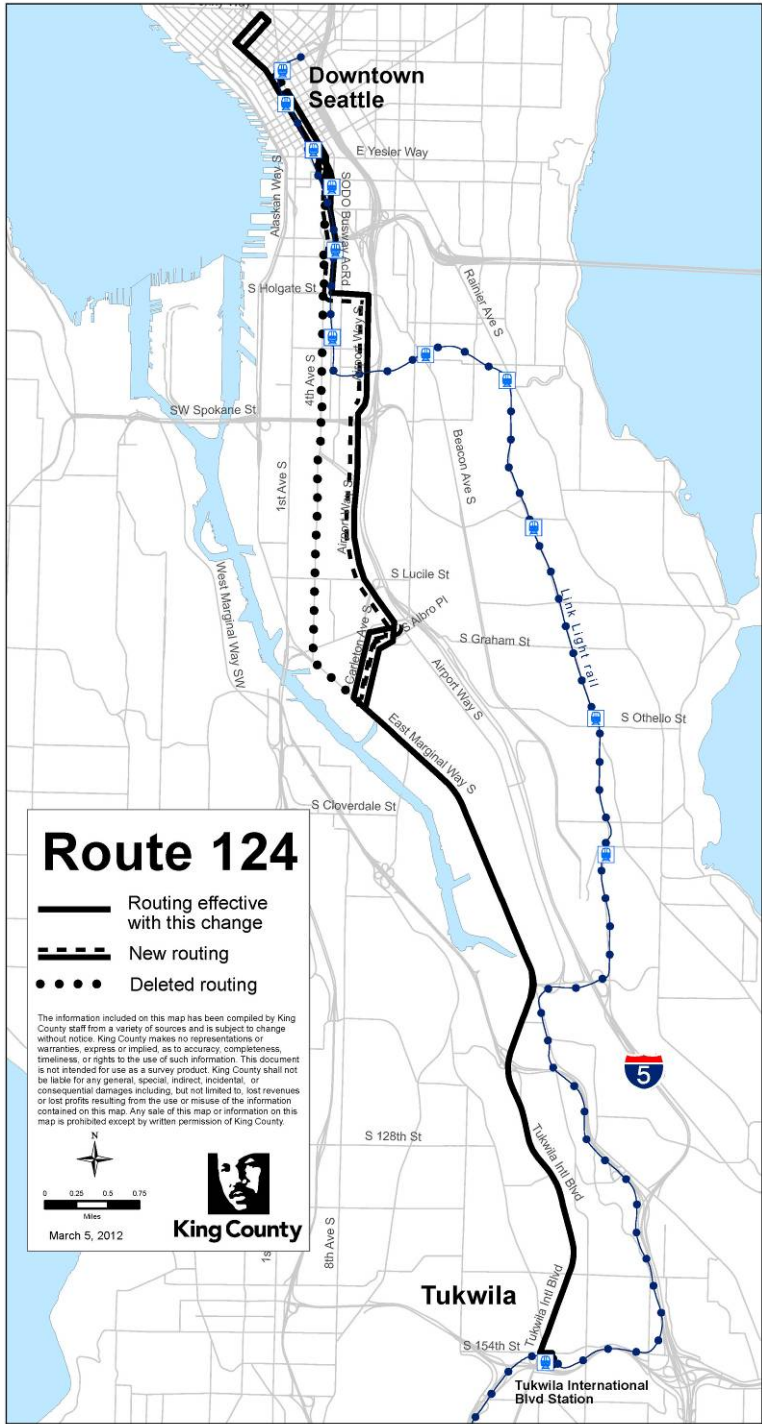 Downtown
Seattle
E Yesler Way
Alaskan Way S
SODO Busway AcRd
Rainier Ave S
S Holgate St
Airport Way S
4th Ave S
SW Spokane St
1st Ave S
Beacon Ave S
Airport Way S
S Lucile St
West Marginal Way SW
S Albro Pl
S Graham St
Carleton Ave S
Link Light rail
Airport Way S
S Othello St
East Marginal Way S
S Cloverdale St
Route 124
Routing effective
with this change
New routing
Deleted routing
The information included on this map has been compiled by King
County staff from a variety of sources and is subject to change
without notice. King County makes no representations or
warranties, express or implied, as to accuracy, completeness,
timeliness, or rights to the use of such information. This document
is not intended for use as a survey product. King County shall not
be liable for any general, special, indirect, incidental, or
consequential damages including, but not limited to, lost revenues
or lost profits resulting from the use or misuse of the information
contained on this map. Any sale of this map or information on this
map is prohibited except by written permission of King County.
N
0 0.25 0.5 0.75
Miles
March 5, 2012
King County
5
S 128th St
Tukwila Intl Blvd
8th Ave S
Tukwila
Tukwila Intl Blvd
S 154th St
Tukwila International
Blvd Station